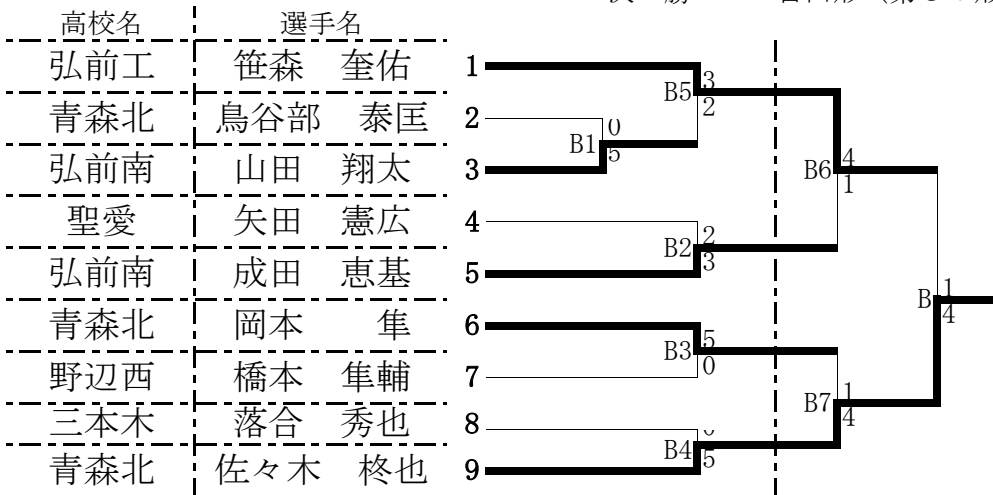 高校名 選手名
弘前工 笹森 奎佑 1
青森北 鳥谷部 泰匡 2
弘前南 山田 翔太 3
聖愛 矢田 憲広 4
弘前南 成田 恵基 5
青森北 岡本 隼 6
野辺西 橋本 隼輔 7
三本木 落合 秀也 8
青森北 佐々木 柊也 9
B5 3 2
B1 0 5
B6 4 1
B2 2 3
B 1 4
B3 5 0
B7 1 4
B4 5